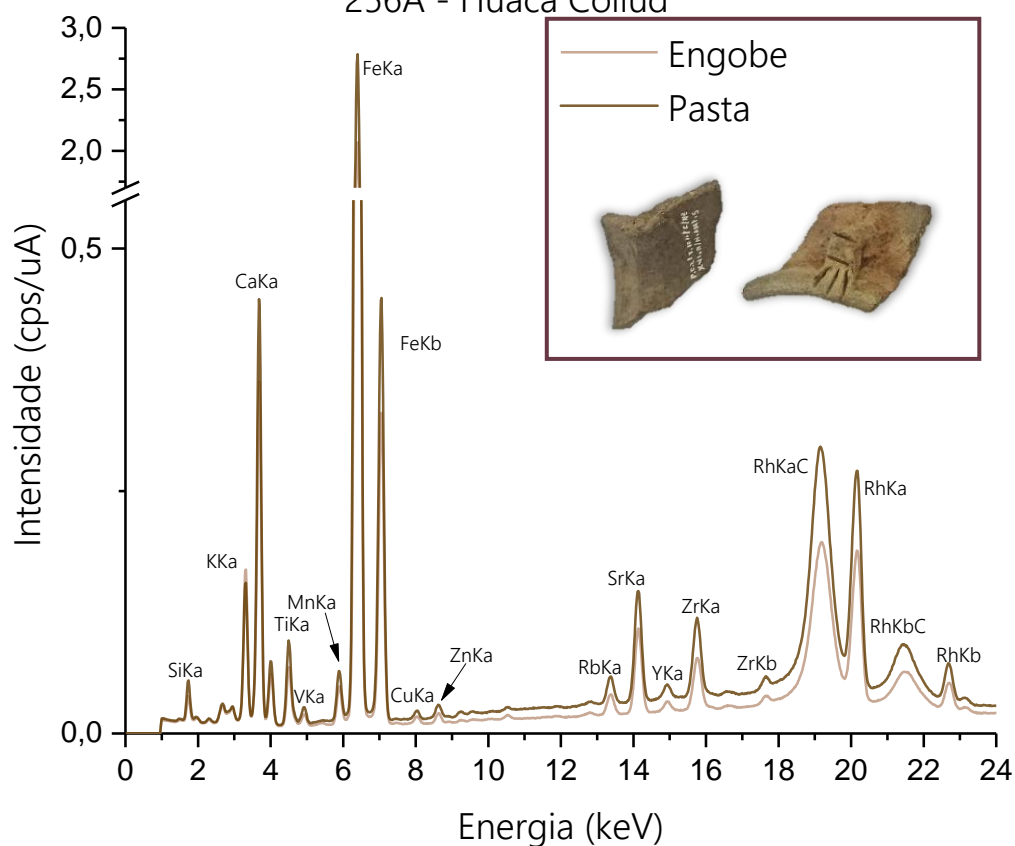 256A - Huaca Collud
Engobe
Pasta
3,0
2,5
2,0
0,5
0,0
Intensidade (cps/uA)
FeKa
CaKa
FeKb
KKa
MnKa
TiKa
SiKa
VKa
CuKa
ZnKa
RbKa
SrKa
YKa
ZrKa
ZrKb
RhKaC
RhKa
RhKbC
RhKb
0 2 4 6 8 10 12 14 16 18 20 22 24
Energia (keV)